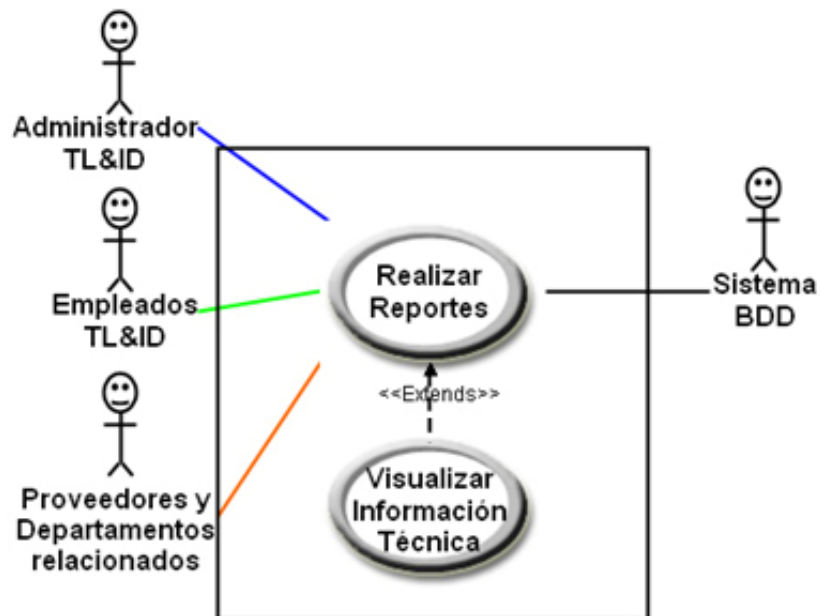 Administrador
TL&ID
Empleados
TL&ID
Proveedores y
Departamentos
relacionados
Realizar
Reportes
<<Extends>>
Visualizar
Información
Técnica
Sistema
BDD